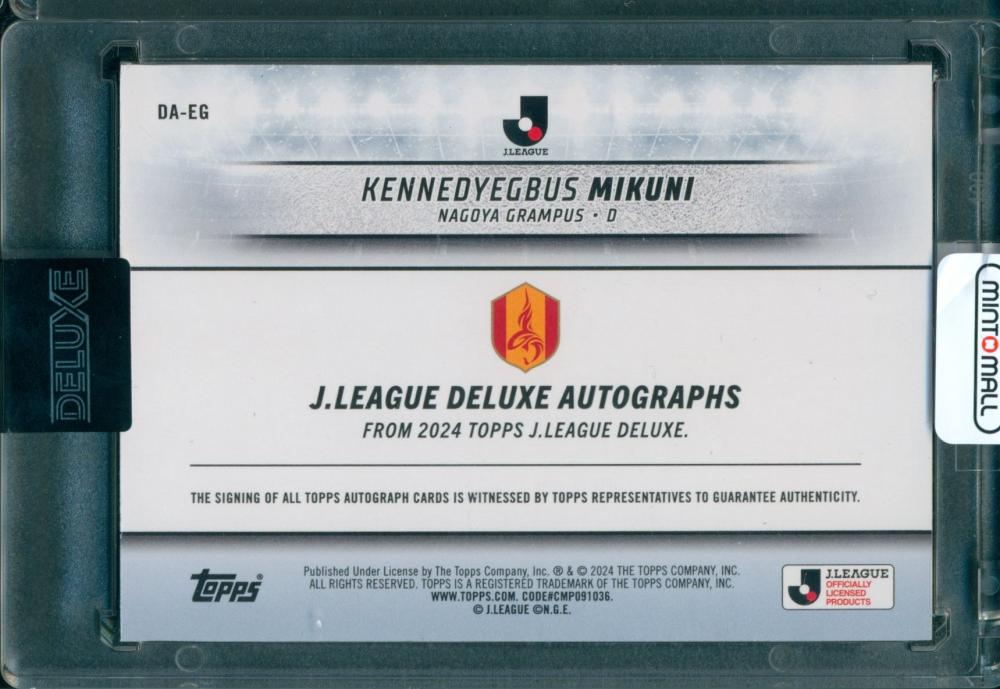 DA-EG
J.LEAGUE
KENNEDYEGBUS MIKUNI
NAGOYA GRAMPUS · D
DELUXE
MINT MALL
J.LEAGUE DELUXE AUTOGRAPHS
FROM 2024 TOPPS J.LEAGUE DELUXE.
THE SIGNING OF ALL TOPPS AUTOGRAPH CARDS IS WITNESSED BY TOPPS REPRESENTATIVES TO GUARANTEE AUTHENTICITY.
topps®
Published Under License by The Topps Company, Inc. ® & © 2024 THE TOPPS COMPANY, INC.
ALL RIGHTS RESERVED. TOPPS IS A REGISTERED TRADEMARK OF THE TOPPS COMPANY, INC.
WWW.TOPPS.COM. CODE#CMP091036.
© J.LEAGUE ©N.G.E.
J.LEAGUE
OFFICIALLY
LICENSED
PRODUCTS